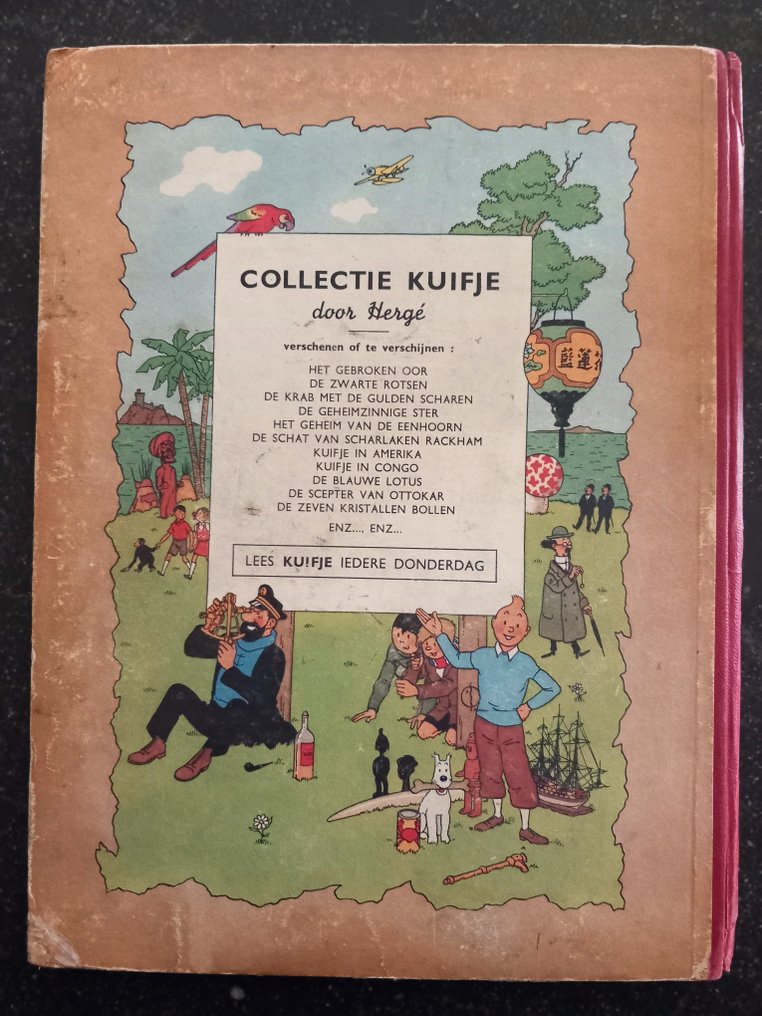 COLLECTIE KUIFJE
door Hergé
verschenen of te verschijnen :
HET GEBROKEN OOR
DE ZWARTE ROTSEN
DE KRAB MET DE GULDEN SCHAREN
DE GEHEIMZINNIGE STER
HET GEHEIM VAN DE EENHOORN
DE SCHAT VAN SCHARLAKEN RACKHAM
KUIFJE IN AMERIKA
KUIFJE IN CONGO
DE BLAUWE LOTUS
DE SCEPTER VAN OTTOKAR
DE ZEVEN KRISTALLEN BOLLEN
ENZ..., ENZ...
LEES KUIFJE IEDERE DONDERDAG
藍蓮